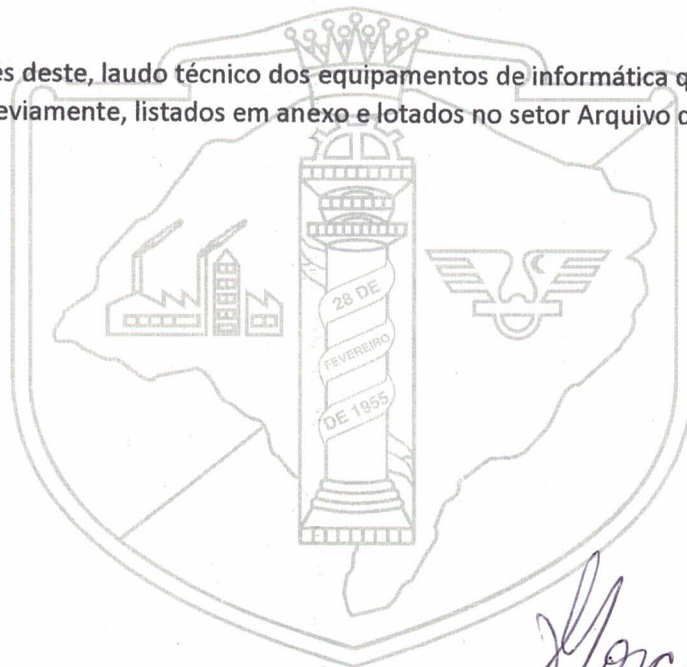 és deste, laudo técnico dos equipamentos de informática q
eviamente, listados em anexo e lotados no setor Arquivo d
28 DE
FEVEREIRO
DE 1955